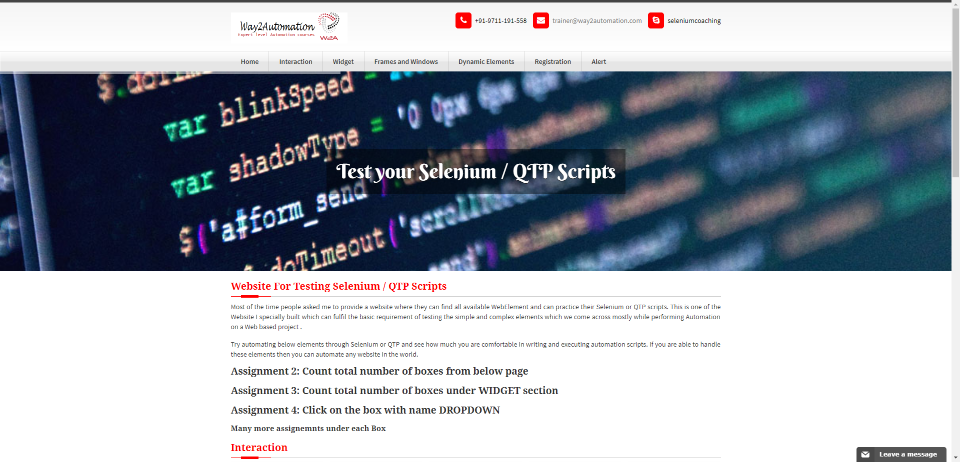 Way2Automation
Expert level Automation courses
W2A
+91-9711-191-558
trainer@way2automation.com
seleniumcoaching
Home
Interaction
Widget
Frames and Windows
Dynamic Elements
Registration
Alert
$.do
var blinkSpeed
var shadowType = '0 0px 6px 0px
$('a#form_send')
doTimeout('scroll
Test your Selenium / QTP Scripts
Website For Testing Selenium / QTP Scripts
Most of the time people asked me to provide a website where they can find all available WebElement and can practice their Selenium or QTP scripts. This is one of the
Website I specially built which can fulfil the basic requirement of testing the simple and complex elements which we come across mostly while performing Automation
on a Web based project .
Try automating below elements through Selenium or QTP and see how much you are comfortable in writing and executing automation scripts. If you are able to handle
these elements then you can automate any website in the world.
Assignment 2: Count total number of boxes from below page
Assignment 3: Count total number of boxes under WIDGET section
Assignment 4: Click on the box with name DROPDOWN
Many more assignemnts under each Box
Interaction
Leave a message